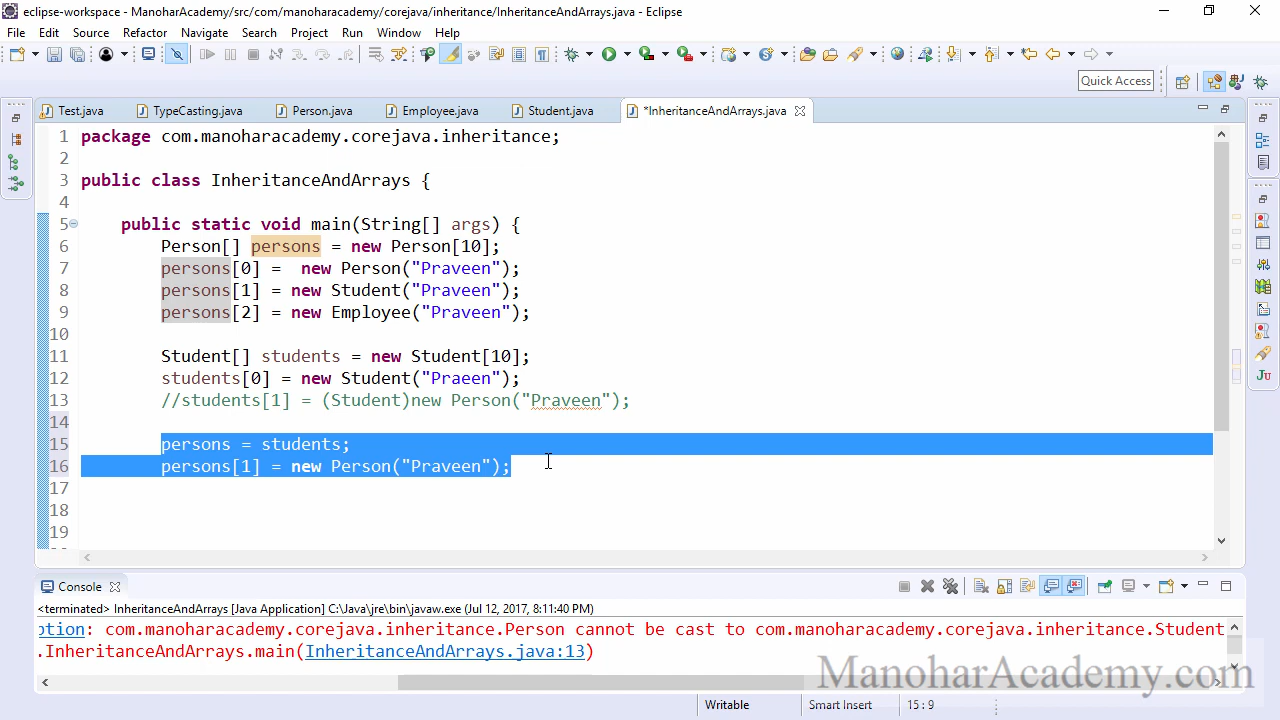 eclipse-workspace - ManoharAcademy/src/com/manoharacademy/corejava/inheritance/InheritanceAndArrays.java - Eclipse
File Edit Source Refactor Navigate Search Project Run Window Help
Quick Access
Test.java TypeCasting.java Person.java Employee.java Student.java *InheritanceAndArrays.java
1 package com.manoharacademy.corejava.inheritance;
2
3 public class InheritanceAndArrays {
4
5 public static void main(String[] args) {
6 Person[] persons = new Person[10];
7 persons[0] =  new Person("Praveen");
8 persons[1] = new Student("Praveen");
9 persons[2] = new Employee("Praveen");
10
11 Student[] students = new Student[10];
12 students[0] = new Student("Praeen");
13 //students[1] = (Student)new Person("Praveen");
14
15 persons = students;
16 persons[1] = new Person("Praveen");
17
18
19
Console
<terminated> InheritanceAndArrays [Java Application] C:\Java\jre\bin\javaw.exe (Jul 12, 2017, 8:11:40 PM)
ption: com.manoharacademy.corejava.inheritance.Person cannot be cast to com.manoharacademy.corejava.inheritance.Student
.InheritanceAndArrays.main(InheritanceAndArrays.java:13)
ManoharAcademy.com
Writable Smart Insert 15 : 9